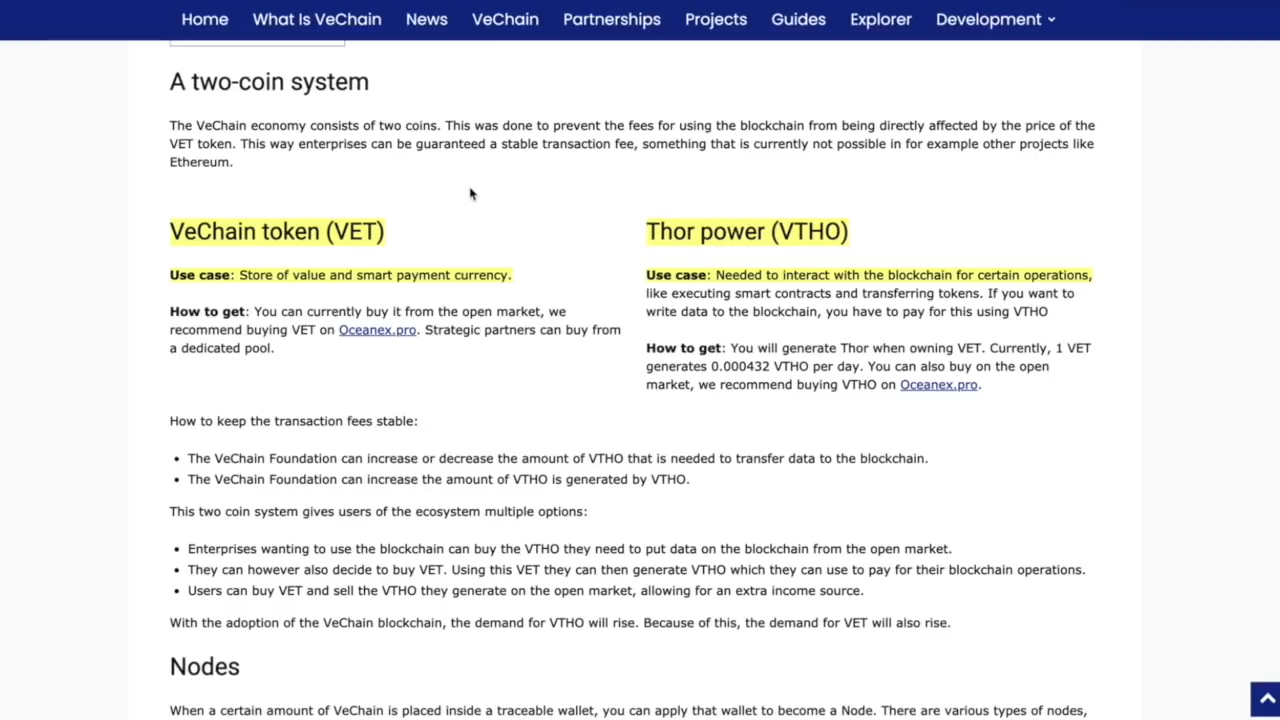 Home What Is VeChain News VeChain Partnerships Projects Guides Explorer Development
A two-coin system
The VeChain economy consists of two coins. This was done to prevent the fees for using the blockchain from being directly affected by the price of the
VET token. This way enterprises can be guaranteed a stable transaction fee, something that is currently not possible in for example other projects like
Ethereum.
VeChain token (VET)
Use case: Store of value and smart payment currency.
How to get: You can currently buy it from the open market, we
recommend buying VET on Oceanex.pro. Strategic partners can buy from
a dedicated pool.
Thor power (VTHO)
Use case: Needed to interact with the blockchain for certain operations,
like executing smart contracts and transferring tokens. If you want to
write data to the blockchain, you have to pay for this using VTHO
How to get: You will generate Thor when owning VET. Currently, 1 VET
generates 0.000432 VTHO per day. You can also buy on the open
market, we recommend buying VTHO on Oceanex.pro.
How to keep the transaction fees stable:
• The VeChain Foundation can increase or decrease the amount of VTHO that is needed to transfer data to the blockchain.
• The VeChain Foundation can increase the amount of VTHO is generated by VTHO.
This two coin system gives users of the ecosystem multiple options:
• Enterprises wanting to use the blockchain can buy the VTHO they need to put data on the blockchain from the open market.
• They can however also decide to buy VET. Using this VET they can then generate VTHO which they can use to pay for their blockchain operations.
• Users can buy VET and sell the VTHO they generate on the open market, allowing for an extra income source.
With the adoption of the VeChain blockchain, the demand for VTHO will rise. Because of this, the demand for VET will also rise.
Nodes
When a certain amount of VeChain is placed inside a traceable wallet, you can apply that wallet to become a Node. There are various types of nodes,